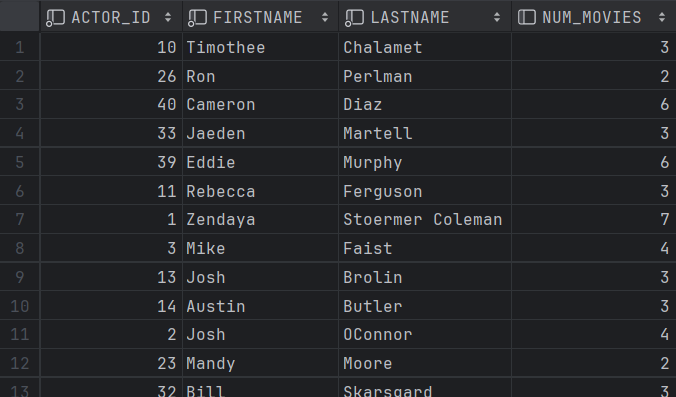 ACTOR_ID FIRSTNAME LASTNAME NUM_MOVIES
1 10 Timothee Chalamet 3
2 26 Ron Perlman 2
3 40 Cameron Diaz 6
4 33 Jaeden Martell 3
5 39 Eddie Murphy 6
6 11 Rebecca Ferguson 3
7 1 Zendaya Stoermer Coleman 7
8 3 Mike Faist 4
9 13 Josh Brolin 3
10 14 Austin Butler 3
11 2 Josh OConnor 4
12 23 Mandy Moore 2
13 32 Bill Skarsgard 3